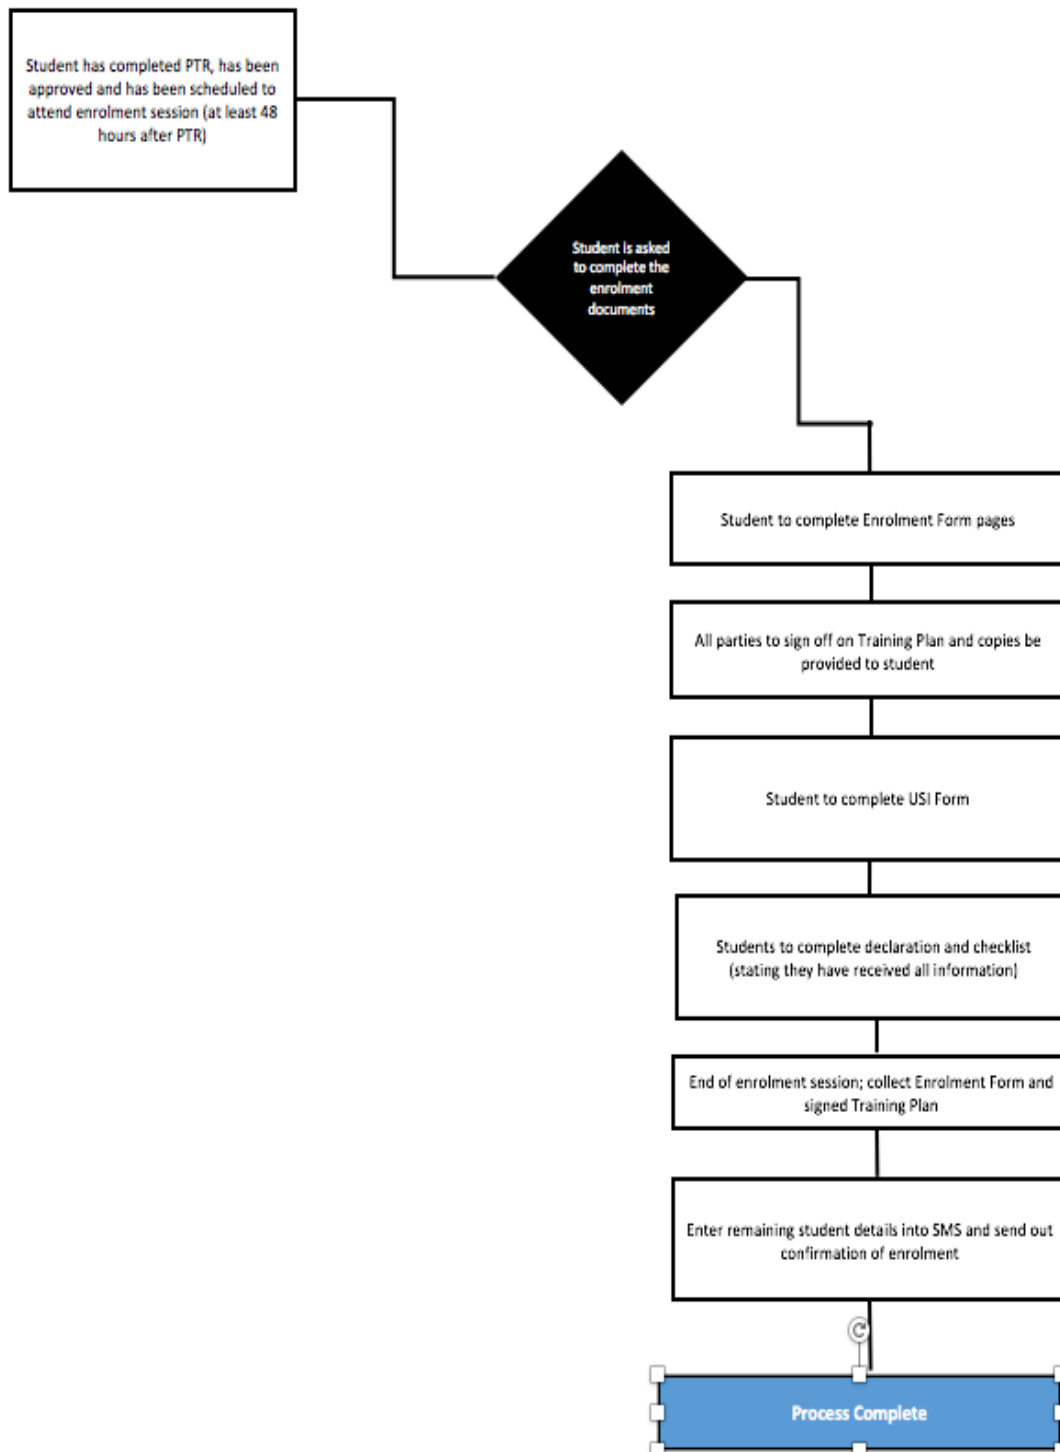 Student has completed PTR, has been
approved and has been scheduled to
attend enrolment session (at least 48
hours after PTR)
Student is asked
to complete the
enrolment
documents
Student to complete Enrolment Form pages
All parties to sign off on Training Plan and copies be
provided to student
Student to complete USI Form
Students to complete declaration and checklist
(stating they have received all information)
End of enrolment session; collect Enrolment Form and
signed Training Plan
Enter remaining student details into SMS and send out
confirmation of enrolment
Process Complete